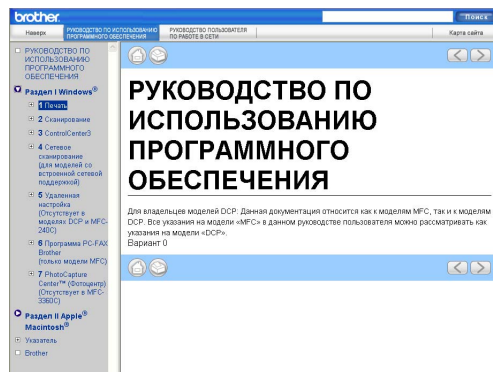 brother.
Поиск
Наверх
РУКОВОДСТВО ПО ИСПОЛЬЗОВАНИЮ
ПРОГРАММНОГО ОБЕСПЕЧЕНИЯ
РУКОВОДСТВО ПОЛЬЗОВАТЕЛЯ
ПО РАБОТЕ В СЕТИ
Карта сайта
РУКОВОДСТВО ПО
ИСПОЛЬЗОВАНИЮ
ПРОГРАММНОГО
ОБЕСПЕЧЕНИЯ
Раздел I Windows®
1 Печать
2 Сканирование
3 ControlCenter3
4 Сетевое
сканирование
(для моделей со
встроенной сетевой
поддержкой)
5 Удаленная
настройка
(Отсутствует в
моделях DCP и MFC-
240C)
6 Программа PC-FAX
Brother
(только модели MFC)
7 PhotoCapture
Center™ (Фотоцентр)
(Отсутствует в MFC-
3360C)
Раздел II Apple®
Macintosh®
Указатель
Brother
РУКОВОДСТВО ПО
ИСПОЛЬЗОВАНИЮ
ПРОГРАММНОГО
ОБЕСПЕЧЕНИЯ
Для владельцев моделей DCP: Данная документация относится как к моделям MFC, так и к моделям
DCP. Все указания на модели «MFC» в данном руководстве пользователя можно рассматривать как
указания на модели «DCP».
Вариант 0